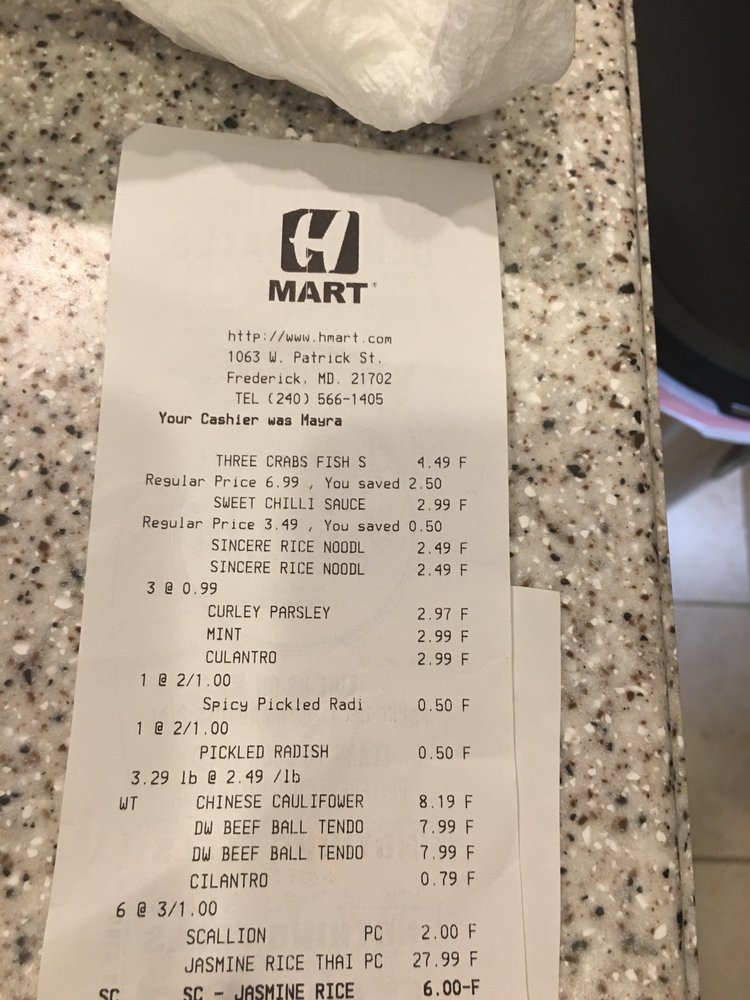 H
MART
http://www.hmart.com
1063 W. Patrick St.
Frederick, MD. 21702
TEL (240) 566-1405
Your Cashier was Mayra
THREE CRABS FISH S 4.49 F
Regular Price 6.99 , You saved 2.50
SWEET CHILLI SAUCE 2.99 F
Regular Price 3.49 , You saved 0.50
SINCERE RICE NOODL 2.49 F
SINCERE RICE NOODL 2.49 F
3 @ 0.99
CURLEY PARSLEY 2.97 F
MINT 2.99 F
CULANTRO 2.99 F
1 @ 2/1.00
Spicy Pickled Radi 0.50 F
1 @ 2/1.00
PICKLED RADISH 0.50 F
3.29 lb @ 2.49 /lb
WT CHINESE CAULIFOWER 8.19 F
DW BEEF BALL TENDO 7.99 F
DW BEEF BALL TENDO 7.99 F
CILANTRO 0.79 F
6 @ 3/1.00
SCALLION PC 2.00 F
JASMINE RICE THAI PC 27.99 F
SC SC - JASMINE RICE 6.00-F